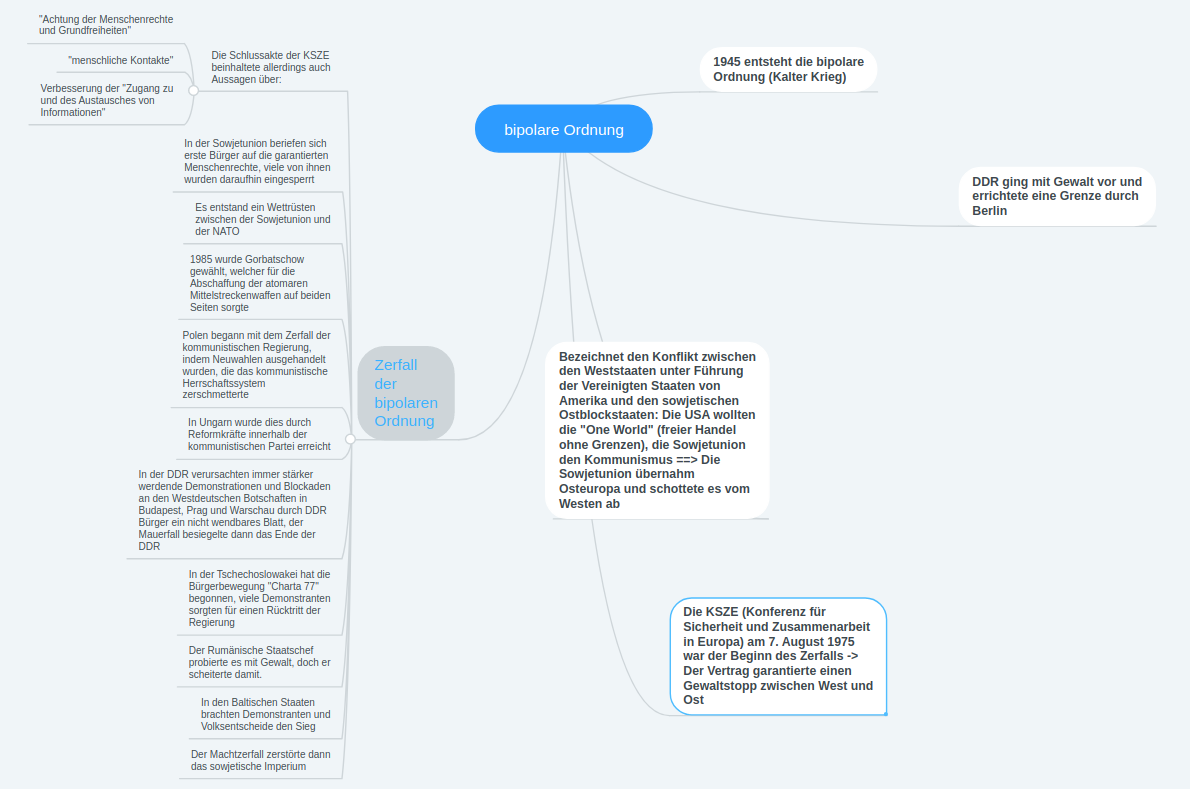 bipolare Ordnung
1945 entsteht die bipolare
Ordnung (Kalter Krieg)
DDR ging mit Gewalt vor und
errichtete eine Grenze durch
Berlin
Bezeichnet den Konflikt zwischen
den Weststaaten unter Führung
der Vereinigten Staaten von
Amerika und den sowjetischen
Ostblockstaaten: Die USA wollten
die "One World" (freier Handel
ohne Grenzen), die Sowjetunion
den Kommunismus ==> Die
Sowjetunion übernahm
Osteuropa und schottete es vom
Westen ab
Die KSZE (Konferenz für
Sicherheit und Zusammenarbeit
in Europa) am 7. August 1975
war der Beginn des Zerfalls ->
Der Vertrag garantierte einen
Gewaltstopp zwischen West und
Ost
Zerfall
der
bipolaren
Ordnung
Die Schlussakte der KSZE
beinhaltete allerdings auch
Aussagen über:
"Achtung der Menschenrechte
und Grundfreiheiten"
"menschliche Kontakte"
Verbesserung der "Zugang zu
und des Austausches von
Informationen"
In der Sowjetunion beriefen sich
erste Bürger auf die garantierten
Menschenrechte, viele von ihnen
wurden daraufhin eingesperrt
Es entstand ein Wettrüsten
zwischen der Sowjetunion und
der NATO
1985 wurde Gorbatschow
gewählt, welcher für die
Abschaffung der atomaren
Mittelstreckenwaffen auf beiden
Seiten sorgte
Polen begann mit dem Zerfall der
kommunistischen Regierung,
indem Neuwahlen ausgehandelt
wurden, die das kommunistische
Herrschaftssystem
zerschmetterte
In Ungarn wurde dies durch
Reformkräfte innerhalb der
kommunistischen Partei erreicht
In der DDR verursachten immer stärker
werdende Demonstrationen und Blockaden
an den Westdeutschen Botschaften in
Budapest, Prag und Warschau durch DDR
Bürger ein nicht wendbares Blatt, der
Mauerfall besiegelte dann das Ende der
DDR
In der Tschechoslowakei hat die
Bürgerbewegung "Charta 77"
begonnen, viele Demonstranten
sorgten für einen Rücktritt der
Regierung
Der Rumänische Staatschef
probierte es mit Gewalt, doch er
scheiterte damit.
In den Baltischen Staaten
brachten Demonstranten und
Volksentscheide den Sieg
Der Machtzerfall zerstörte dann
das sowjetische Imperium